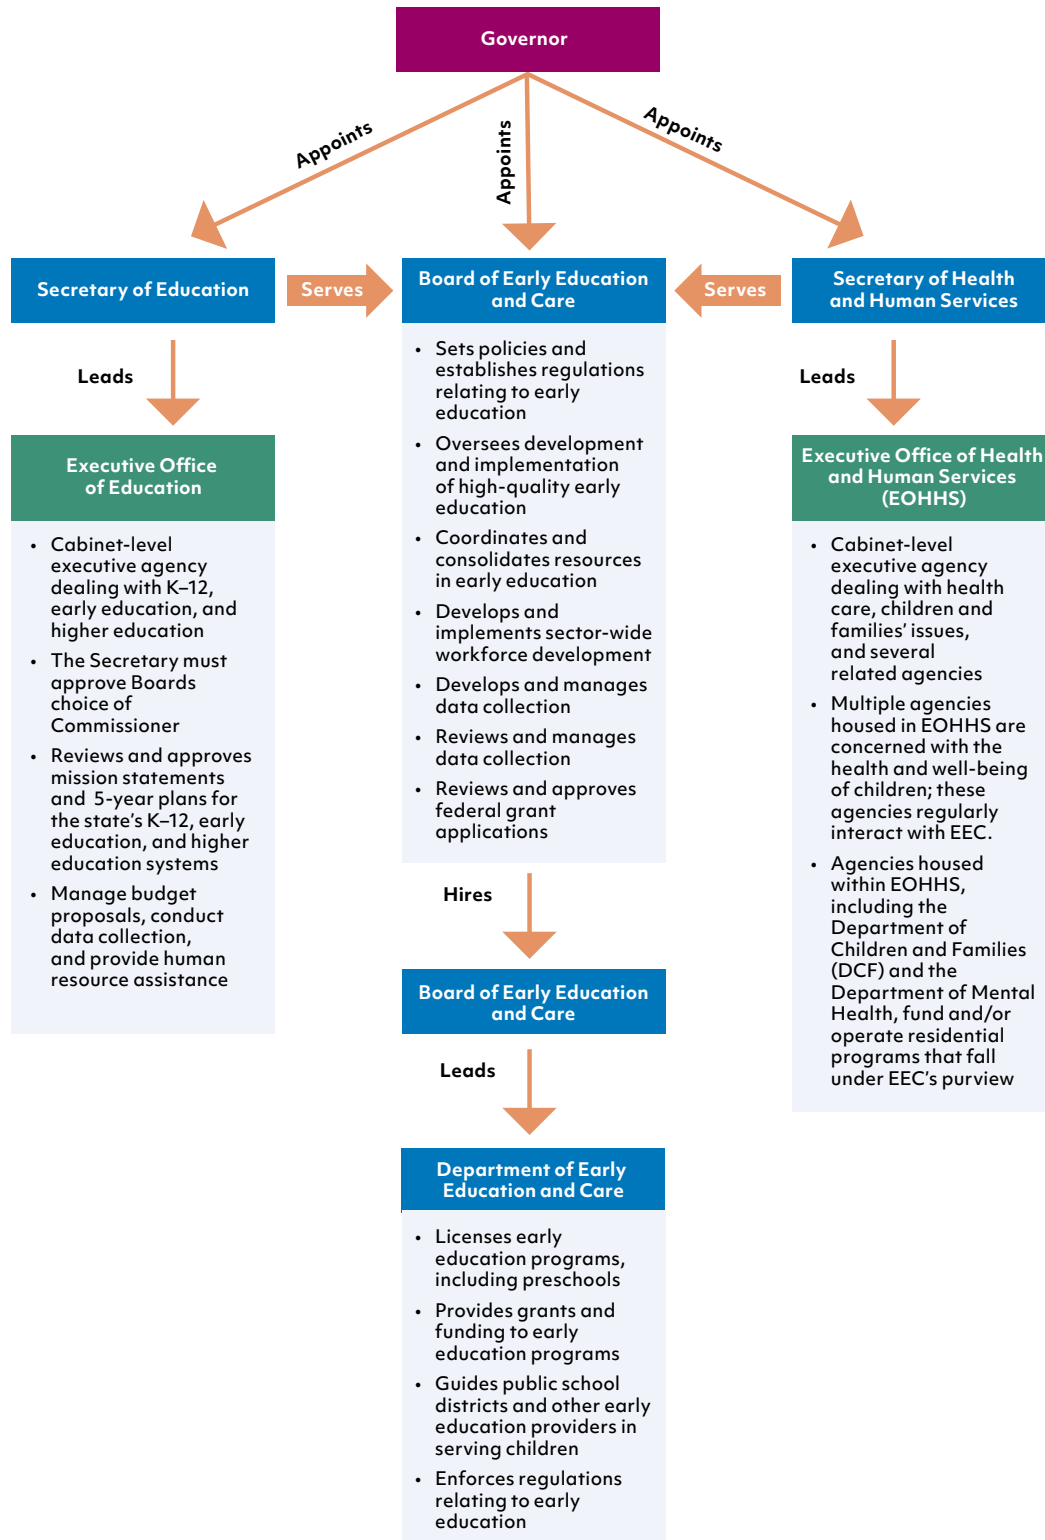 Governor
Appoints
Appoints
Appoints
Secretary of Education
Serves
Board of Early Education
and Care
Serves
Secretary of Health
and Human Services
Leads
Executive Office
of Education
• Cabinet-level
executive agency
dealing with K–12,
early education, and
higher education
• The Secretary must
approve Boards
choice of
Commissioner
• Reviews and approves
mission statements
and 5-year plans for
the state’s K–12, early
education, and higher
education systems
• Manage budget
proposals, conduct
data collection,
and provide human
resource assistance
• Sets policies and
establishes regulations
relating to early
education
• Oversees development
and implementation
of high-quality early
education
• Coordinates and
consolidates resources
in early education
• Develops and
implements sector-wide
workforce development
• Develops and manages
data collection
• Reviews and manages
data collection
• Reviews and approves
federal grant
applications
Hires
Board of Early Education
and Care
Leads
Department of Early
Education and Care
• Licenses early
education programs,
including preschools
• Provides grants and
funding to early
education programs
• Guides public school
districts and other early
education providers in
serving children
• Enforces regulations
relating to early
education
Leads
Executive Office of Health
and Human Services
(EOHHS)
• Cabinet-level
executive agency
dealing with health
care, children and
families’ issues,
and several
related agencies
• Multiple agencies
housed in EOHHS are
concerned with the
health and well-being
of children; these
agencies regularly
interact with EEC.
• Agencies housed
within EOHHS,
including the
Department of
Children and Families
(DCF) and the
Department of Mental
Health, fund and/or
operate residential
programs that fall
under EEC’s purview